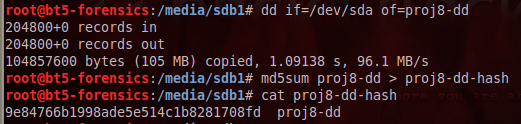 root@bt5-forensics:/media/sdb1# dd if=/dev/sda of=proj8-dd
204800+0 records in
204800+0 records out
104857600 bytes (105 MB) copied, 1.09138 s, 96.1 MB/s
root@bt5-forensics:/media/sdb1# md5sum proj8-dd > proj8-dd-hash
root@bt5-forensics:/media/sdb1# cat proj8-dd-hash
9e84766b1998ade5e514c1b8281708fd  proj8-dd